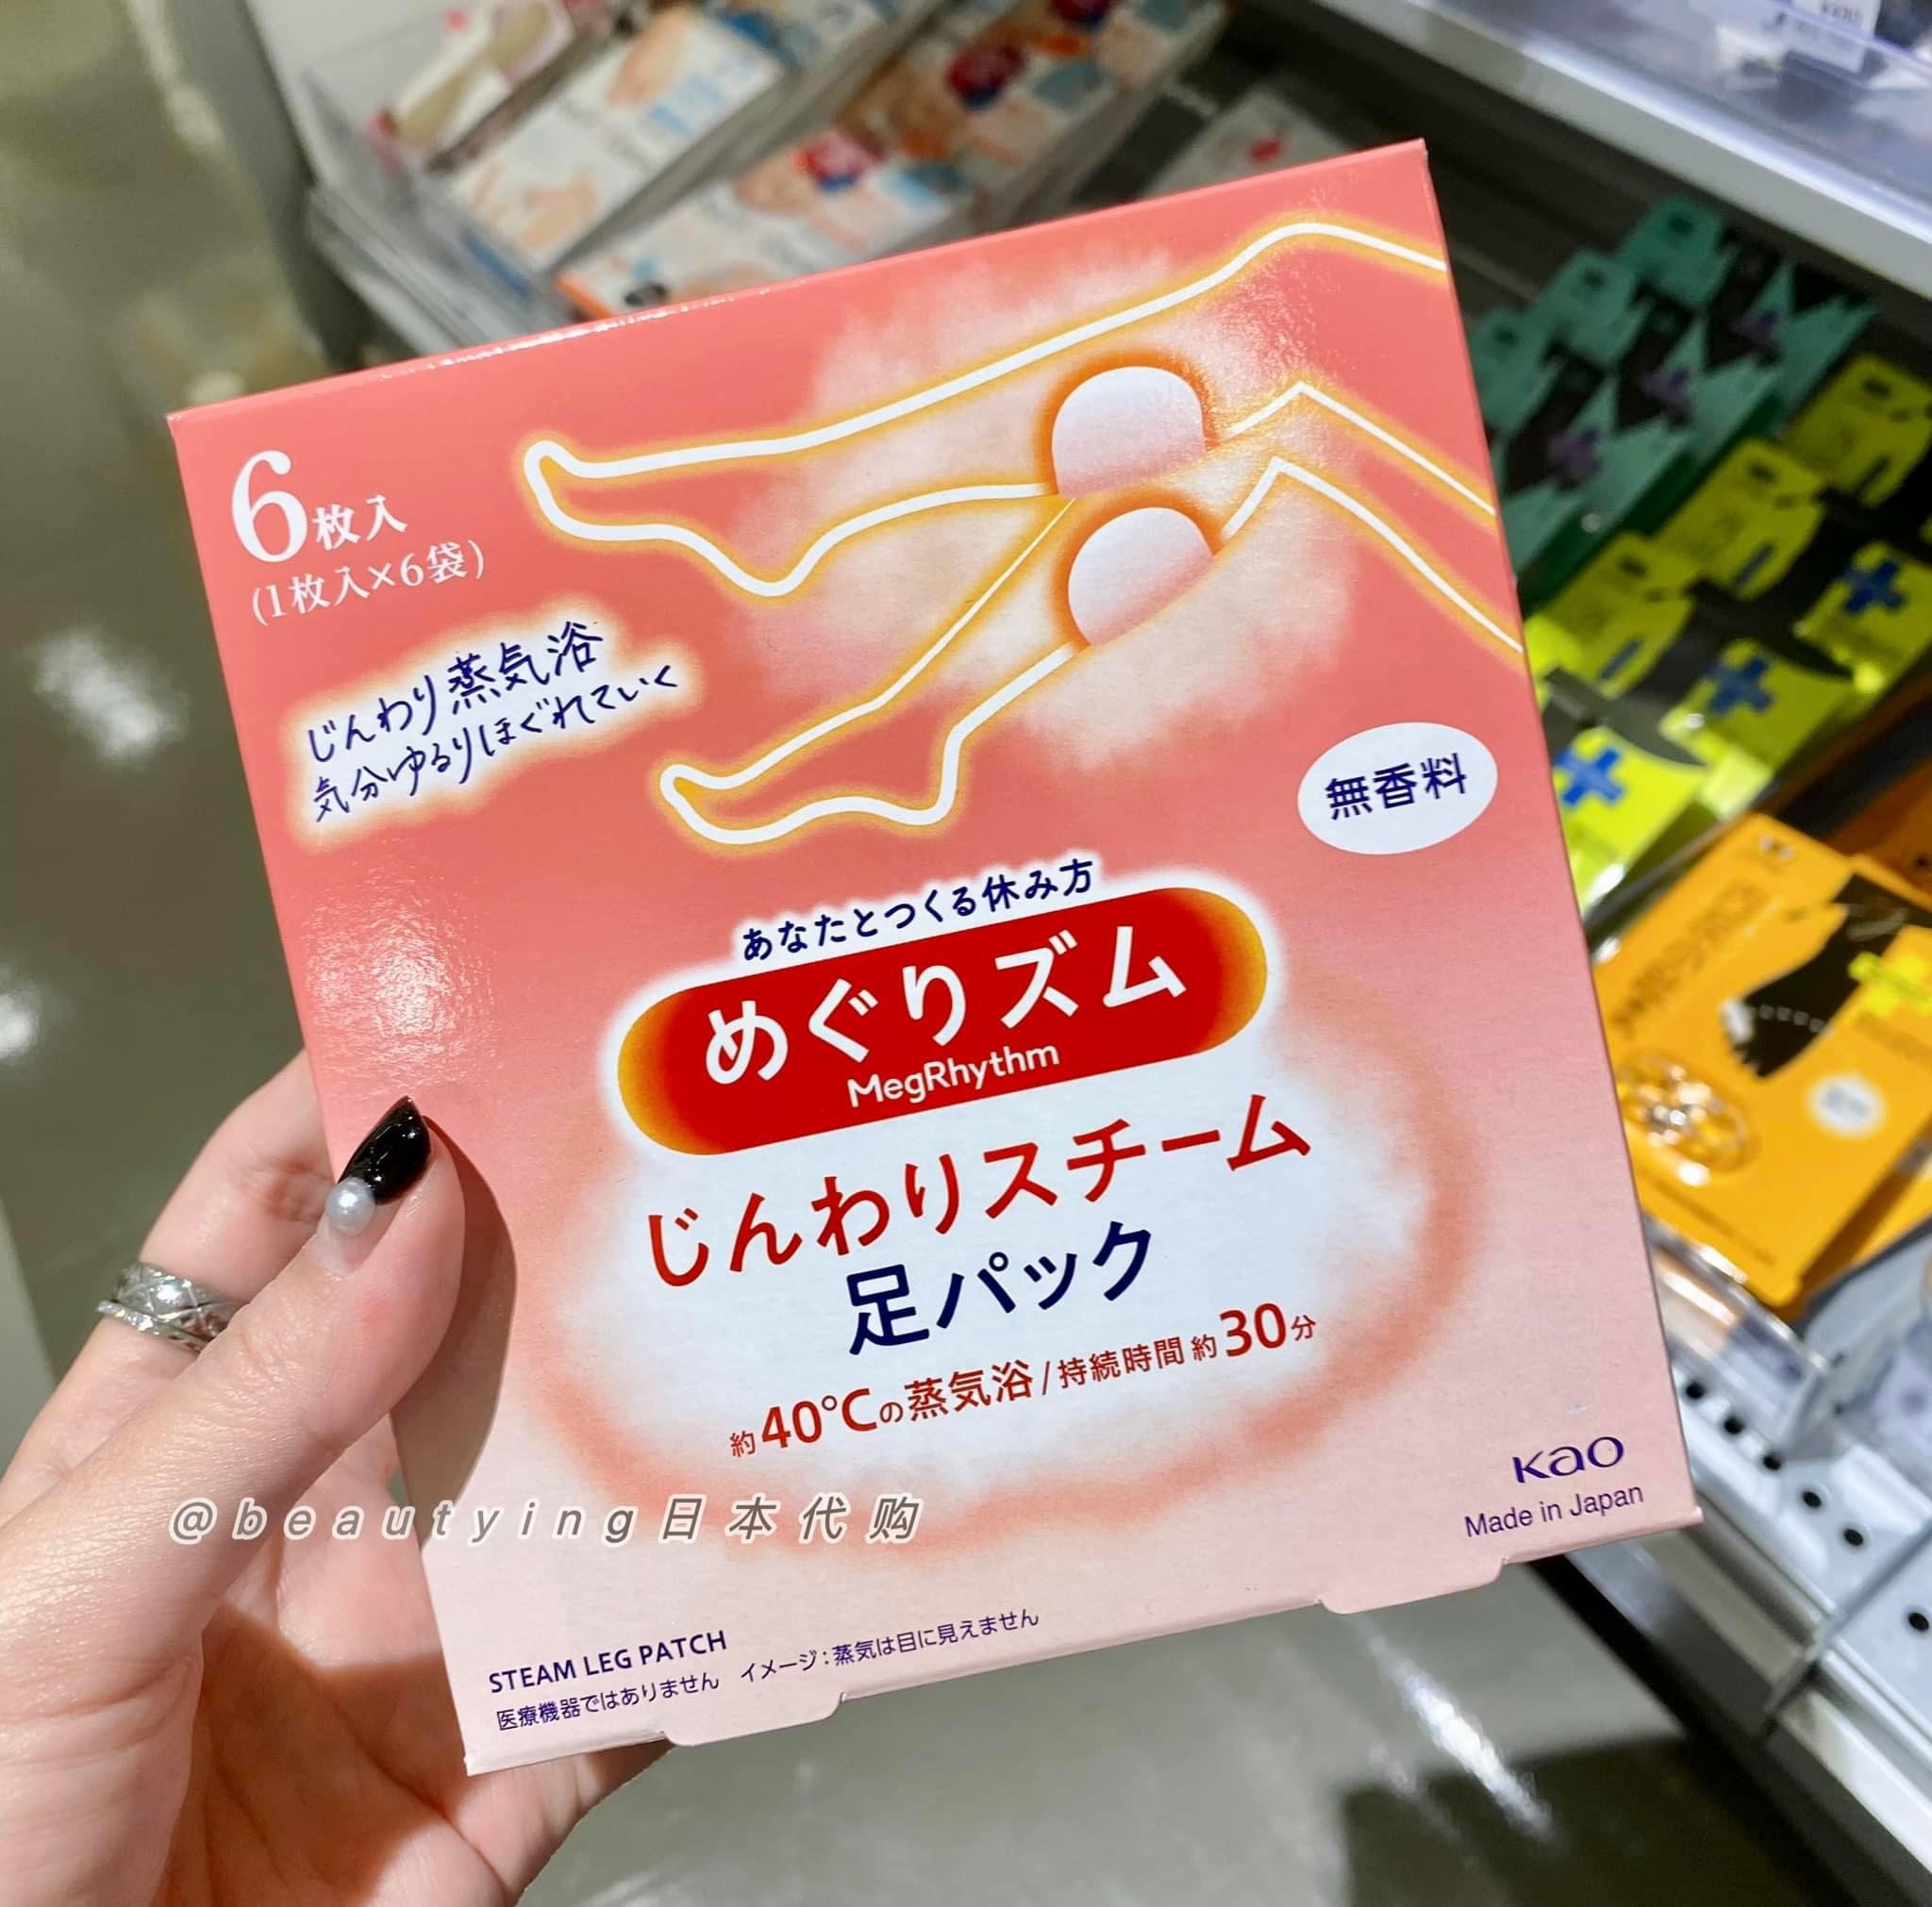 6枚入
(1枚入×6袋)
じんわり蒸気浴
気分ゆるりほぐれていく
無香料
あなたとつくる休み方
めぐりズム
MegRhythm
じんわりスチーム
足パック
約40°Cの蒸気浴/持続時間 約30分
Kao
Made in Japan
@beautying日本代购
STEAM LEG PATCH
医療機器ではありません イメージ:蒸気は目に見えません